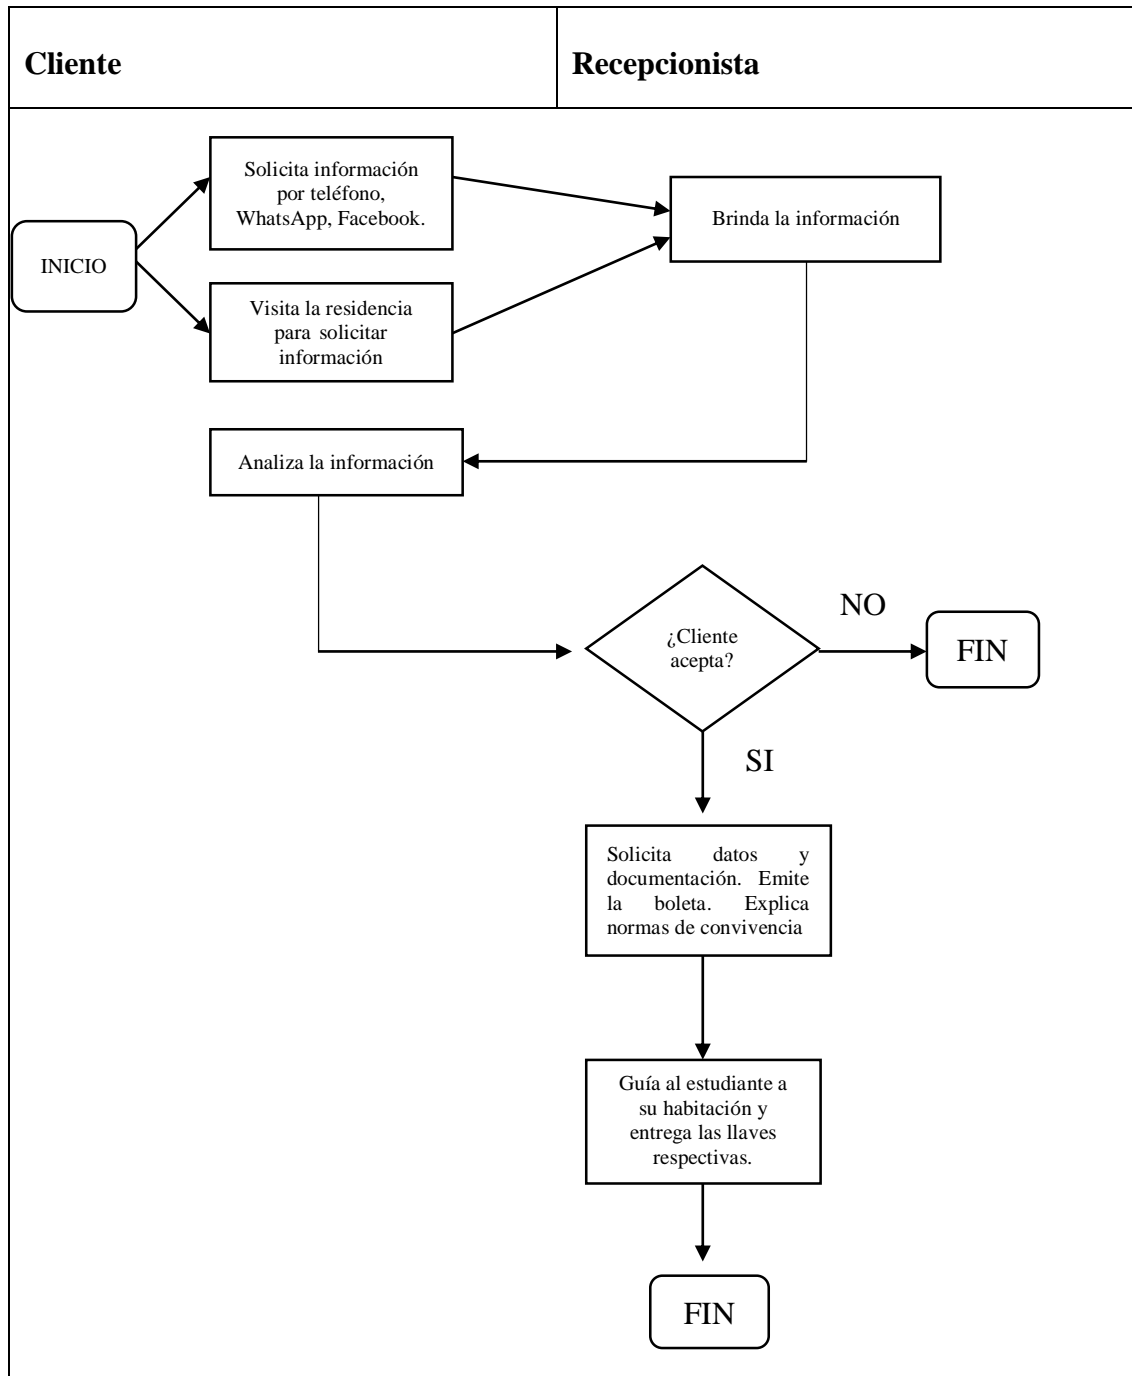 Cliente
Recepcionista
Solicita información
por teléfono,
WhatsApp, Facebook.
Brinda la información
INICIO
Visita la residencia
para solicitar
información
Analiza la información
¿Cliente
acepta?
NO
FIN
SI
Solicita datos y
documentación. Emite
la boleta. Explica
normas de convivencia
Guía al estudiante a
su habitación y
entrega las llaves
respectivas.
FIN